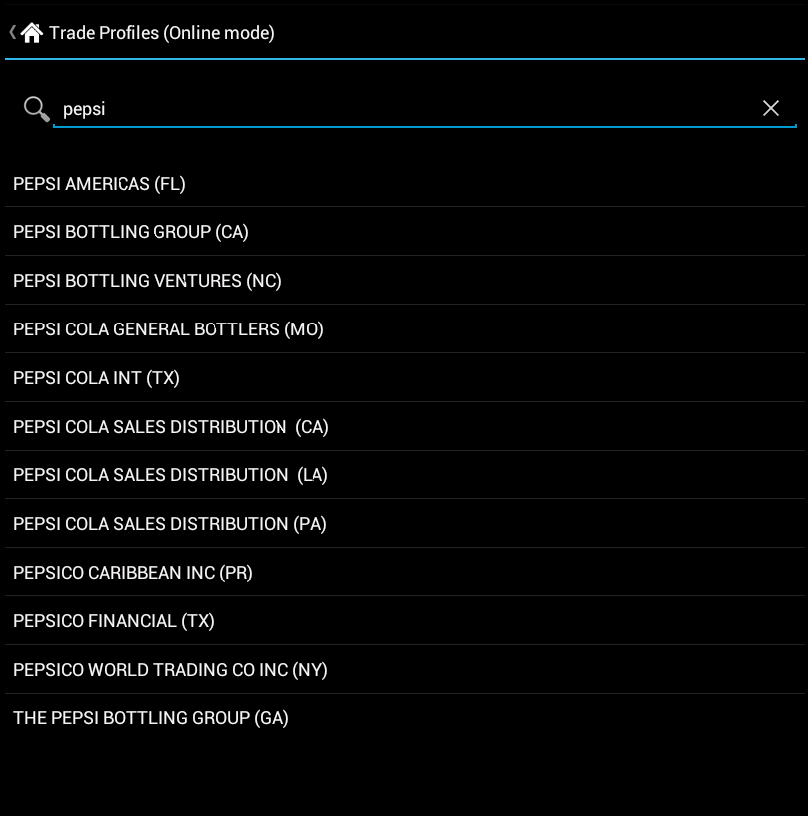 Trade Profiles (Online mode)
pepsi
PEPSI AMERICAS (FL)
PEPSI BOTTLING GROUP (CA)
PEPSI BOTTLING VENTURES (NC)
PEPSI COLA GENERAL BOTTLERS (MO)
PEPSI COLA INT (TX)
PEPSI COLA SALES DISTRIBUTION  (CA)
PEPSI COLA SALES DISTRIBUTION  (LA)
PEPSI COLA SALES DISTRIBUTION (PA)
PEPSICO CARIBBEAN INC (PR)
PEPSICO FINANCIAL (TX)
PEPSICO WORLD TRADING CO INC (NY)
THE PEPSI BOTTLING GROUP (GA)